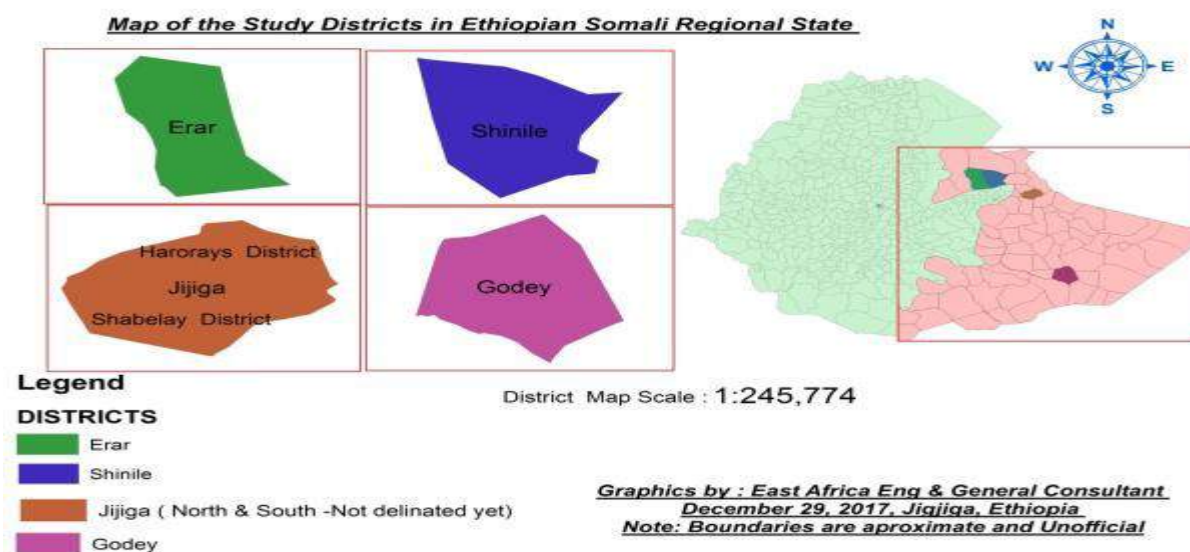 Map of the Study Districts in Ethiopian Somali Regional State
N
W
E
S
Erar
Shinile
Harorays District
Jijiga
Shabelay District
Godey
Legend
DISTRICTS
Erar
Shinile
Jijiga ( North & South -Not delinated yet)
Godey
District Map Scale : 1:245,774
Graphics by : East Africa Eng & General Consultant
December 29, 2017, Jigjiga, Ethiopia
Note: Boundaries are aproximate and Unofficial